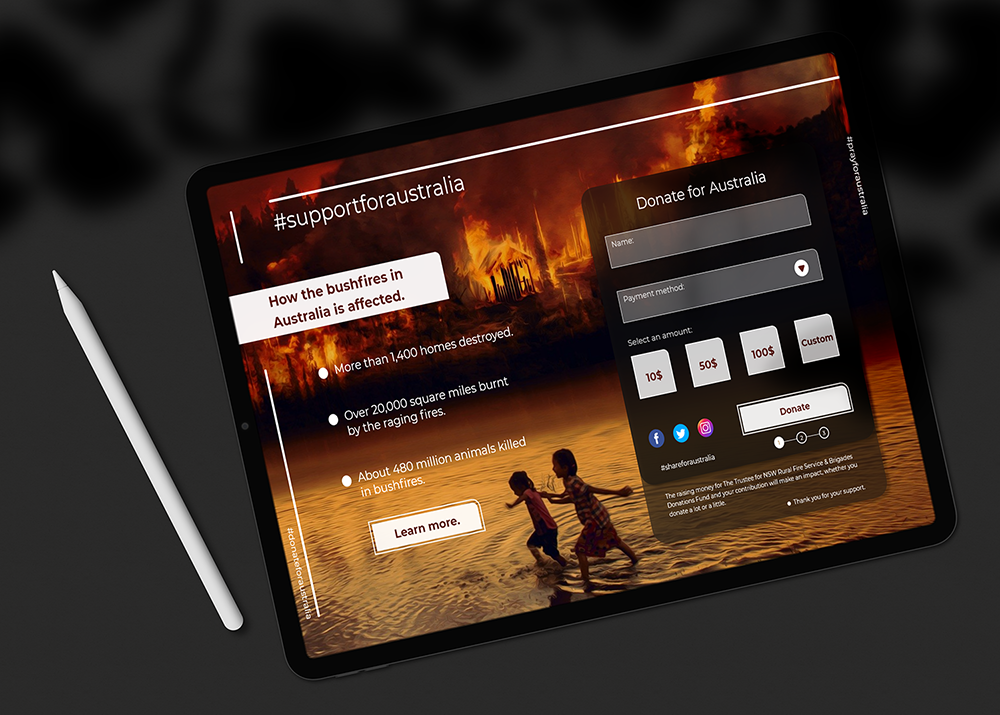 #supportforaustralia
#prayforaustralia
How the bushfires in
Australia is affected.
More than 1,400 homes destroyed.
Over 20,000 square miles burnt
by the raging fires.
About 480 million animals killed
in bushfires.
Learn more.
#donateforaustralia
Donate for Australia
Name:
Payment method:
Select an amount:
10$
50$
100$
Custom
Donate
1
2
3
#shareforaustralia
The raising money for The Trustee for NSW Rural Fire Service & Brigades
Donations Fund and your contribution will make an impact, whether you
donate a lot or a little.
Thank you for your support.